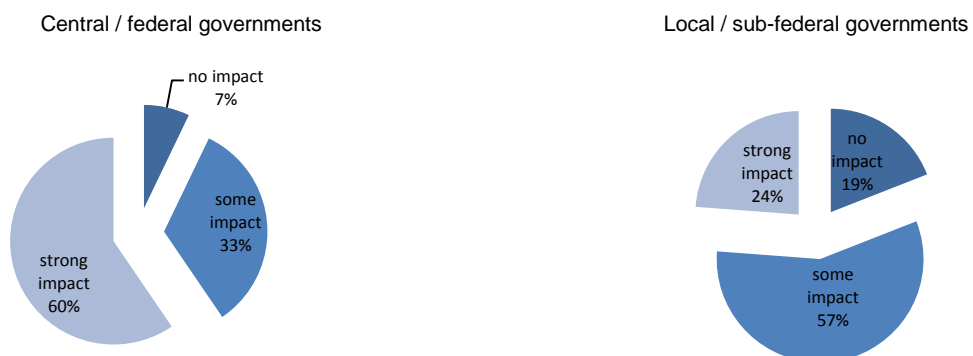 Central / federal governments
no impact
7%
some
impact
33%
strong
impact
60%
Local / sub-federal governments
no
impact
19%
strong
impact
24%
some
impact
57%